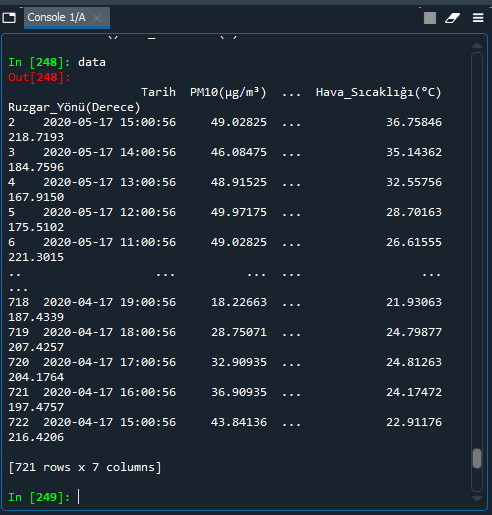 Console 1/A
In [248]: data
Out[248]:
Tarih  PM10(µg/m³)  ...  Hava_Sıcaklığı(°C)
Ruzgar_Yönü(Derece)
2    2020-05-17 15:00:56     49.02825  ...            36.75846
218.7193
3    2020-05-17 14:00:56     46.08475  ...            35.14362
184.7596
4    2020-05-17 13:00:56     48.91525  ...            32.55756
167.9150
5    2020-05-17 12:00:56     49.97175  ...            28.70163
175.5102
6    2020-05-17 11:00:56     49.02825  ...            26.61555
221.3015
..                   ...          ...  ...                 ...
...
718  2020-04-17 19:00:56     18.22663  ...            21.93063
187.4339
719  2020-04-17 18:00:56     28.75071  ...            24.79877
207.4257
720  2020-04-17 17:00:56     32.90935  ...            24.81263
204.1764
721  2020-04-17 16:00:56     36.90935  ...            24.17472
197.4757
722  2020-04-17 15:00:56     43.84136  ...            22.91176
216.4206
[721 rows x 7 columns]
In [249]: